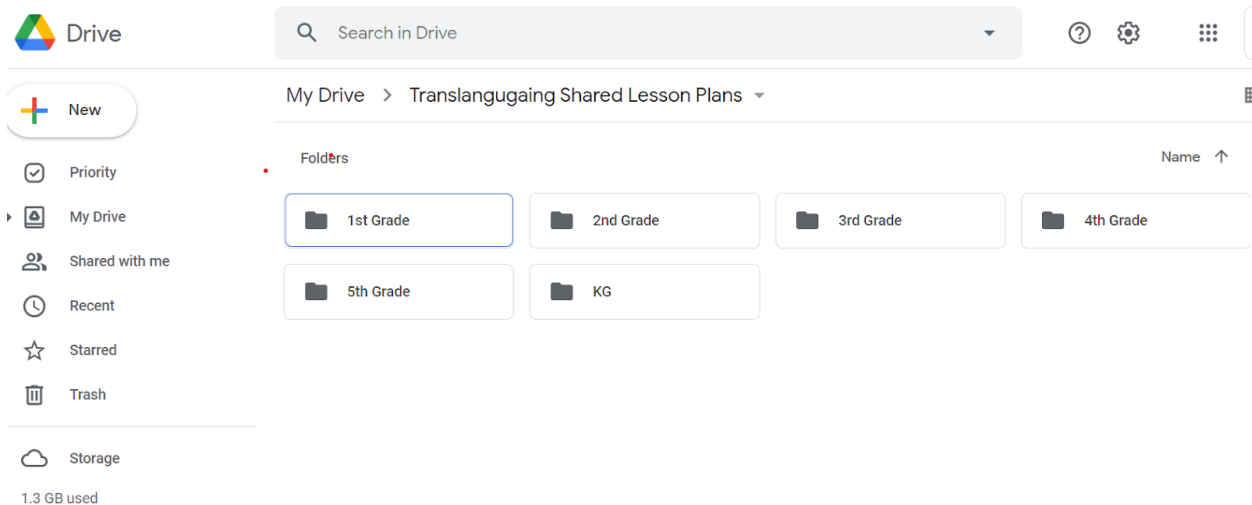 Drive
Search in Drive
New
My Drive > Translangugaing Shared Lesson Plans
Folders
Name
Priority
My Drive
Shared with me
Recent
Starred
Trash
Storage
1.3 GB used
1st Grade
2nd Grade
3rd Grade
4th Grade
5th Grade
KG